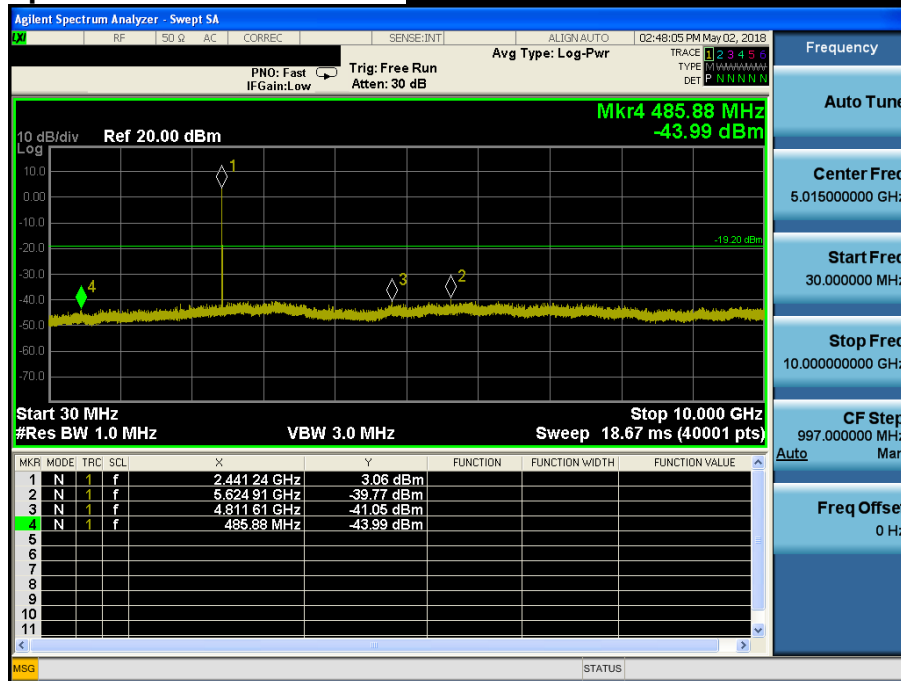 Agilent Spectrum Analyzer - Swept SA
LXI RF 50 Ω AC CORREC SENSE:INT ALIGN AUTO 02:48:05 PM May 02, 2018
Avg Type: Log-Pwr TRACE 1 2 3 4 5 6
PNO: Fast Trig: Free Run TYPE M WWWWW
IFGain:Low Atten: 30 dB DET P N N N N N
Mkr4 485.88 MHz
-43.99 dBm
10 dB/div Ref 20.00 dBm
Log
10.0
0.00
-10.0
-20.0
-30.0
-40.0
-50.0
-60.0
-70.0
1
-19.20 dBm
4
3
2
Start 30 MHz Stop 10.000 GHz
#Res BW 1.0 MHz VBW 3.0 MHz Sweep 18.67 ms (40001 pts)
MKR MODE TRC SCL X Y FUNCTION FUNCTION WIDTH FUNCTION VALUE
1 N 1 f 2.441 24 GHz 3.06 dBm
2 N 1 f 5.624 91 GHz -39.77 dBm
3 N 1 f 4.811 61 GHz -41.05 dBm
4 N 1 f 485.88 MHz -43.99 dBm
5
6
7
8
9
10
11
MSG STATUS
Frequency
Auto Tune
Center Freq
5.015000000 GHz
Start Freq
30.000000 MHz
Stop Freq
10.000000000 GHz
CF Step
997.000000 MHz
Auto Man
Freq Offset
0 Hz